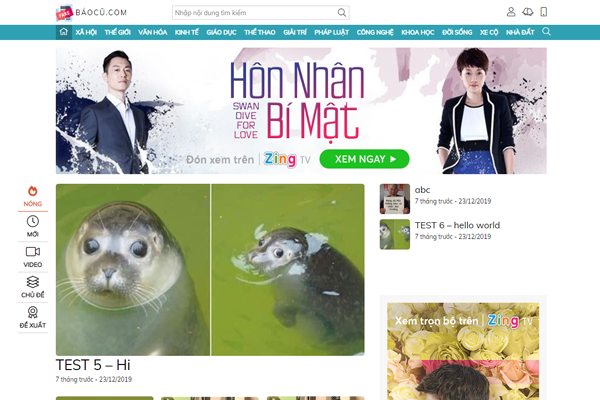 BÁOCŨ.COM
Nhập nội dung tìm kiếm
XÃ HỘI THẾ GIỚI VĂN HÓA KINH TẾ GIÁO DỤC THỂ THAO GIẢI TRÍ PHÁP LUẬT CÔNG NGHỆ KHOA HỌC ĐỜI SỐNG XE CỘ NHÀ ĐẤT
Hôn Nhân
SWAN DIVE FOR LOVE
Bí Mật
Đón xem trên Zing TV XEM NGAY
NÓNG
MỚI
VIDEO
CHỦ ĐỀ
ĐỀ XUẤT
TEST 5 – Hi
7 tháng trước - 23/12/2019
abc
7 tháng trước - 23/12/2019
TEST 6 – hello world
7 tháng trước - 23/12/2019
Xem trọn bộ trên Zing TV